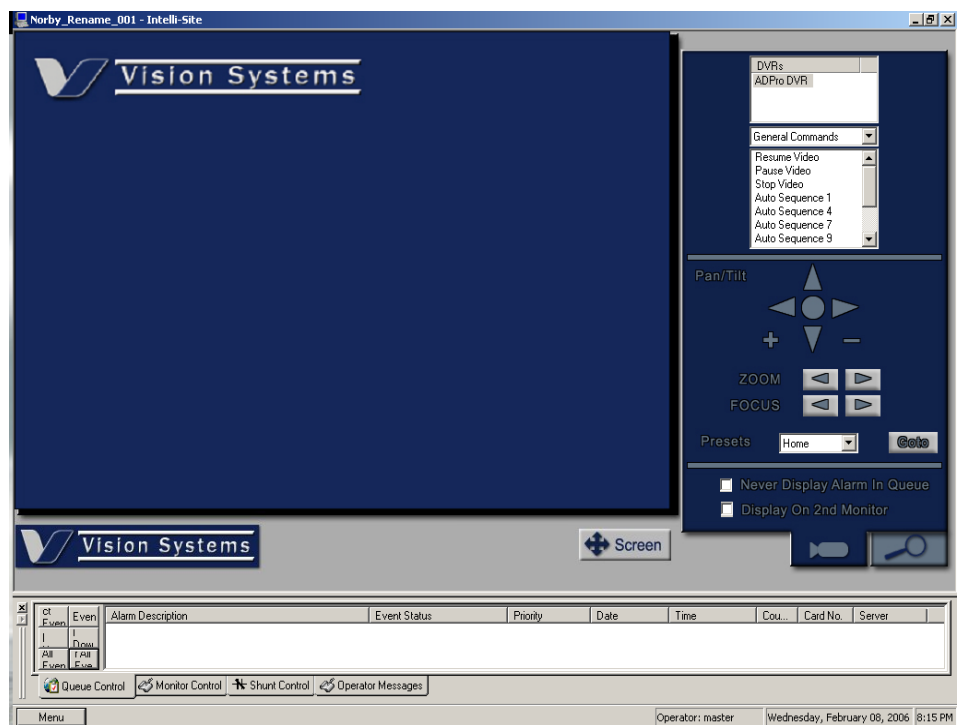 Norby_Rename_001 - Intelli-Site
Vision Systems
DVRs
ADPro DVR
General Commands
Resume Video
Pause Video
Stop Video
Auto Sequence 1
Auto Sequence 4
Auto Sequence 7
Auto Sequence 9
Pan/Tilt
+ −
ZOOM
FOCUS
Presets Home Goto
Never Display Alarm In Queue
Display On 2nd Monitor
Vision Systems
Screen
Even Alarm Description Event Status Priority Date Time Cou... Card No. Server
Queue Control Monitor Control Shunt Control Operator Messages
Menu Operator: master Wednesday, February 08, 2006 8:15 PM